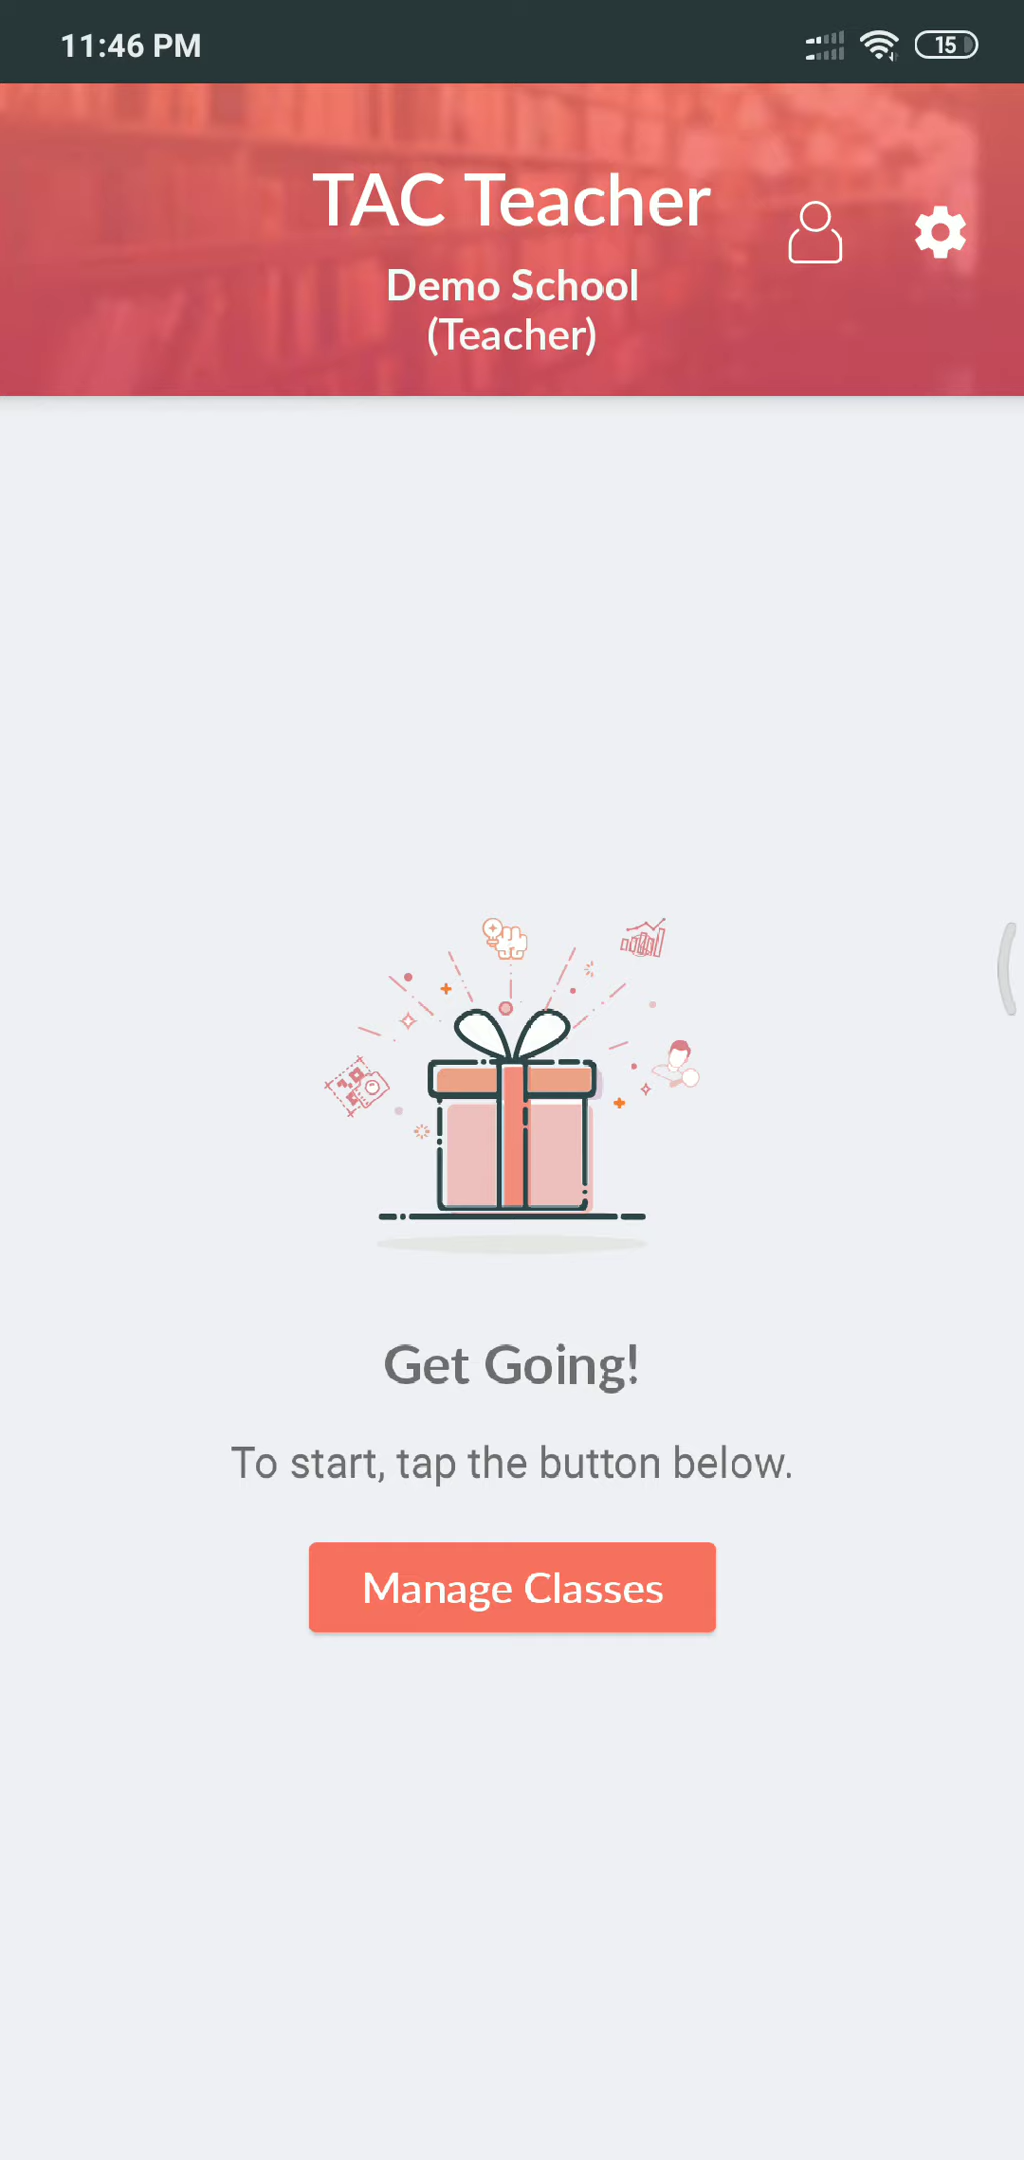 11:46 PM
15
TAC Teacher
Demo School
(Teacher)
Get Going!
To start, tap the button below.
Manage Classes